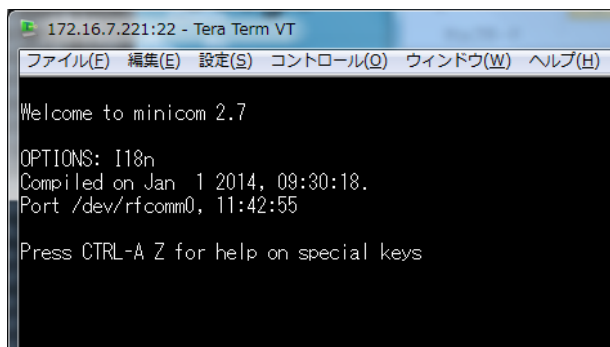 172.16.7.221:22 - Tera Term VT
ファイル(F) 編集(E) 設定(S) コントロール(O) ウィンドウ(W) ヘルプ(H)
Welcome to minicom 2.7
OPTIONS: I18n
Compiled on Jan  1 2014, 09:30:18.
Port /dev/rfcomm0, 11:42:55
Press CTRL-A Z for help on special keys